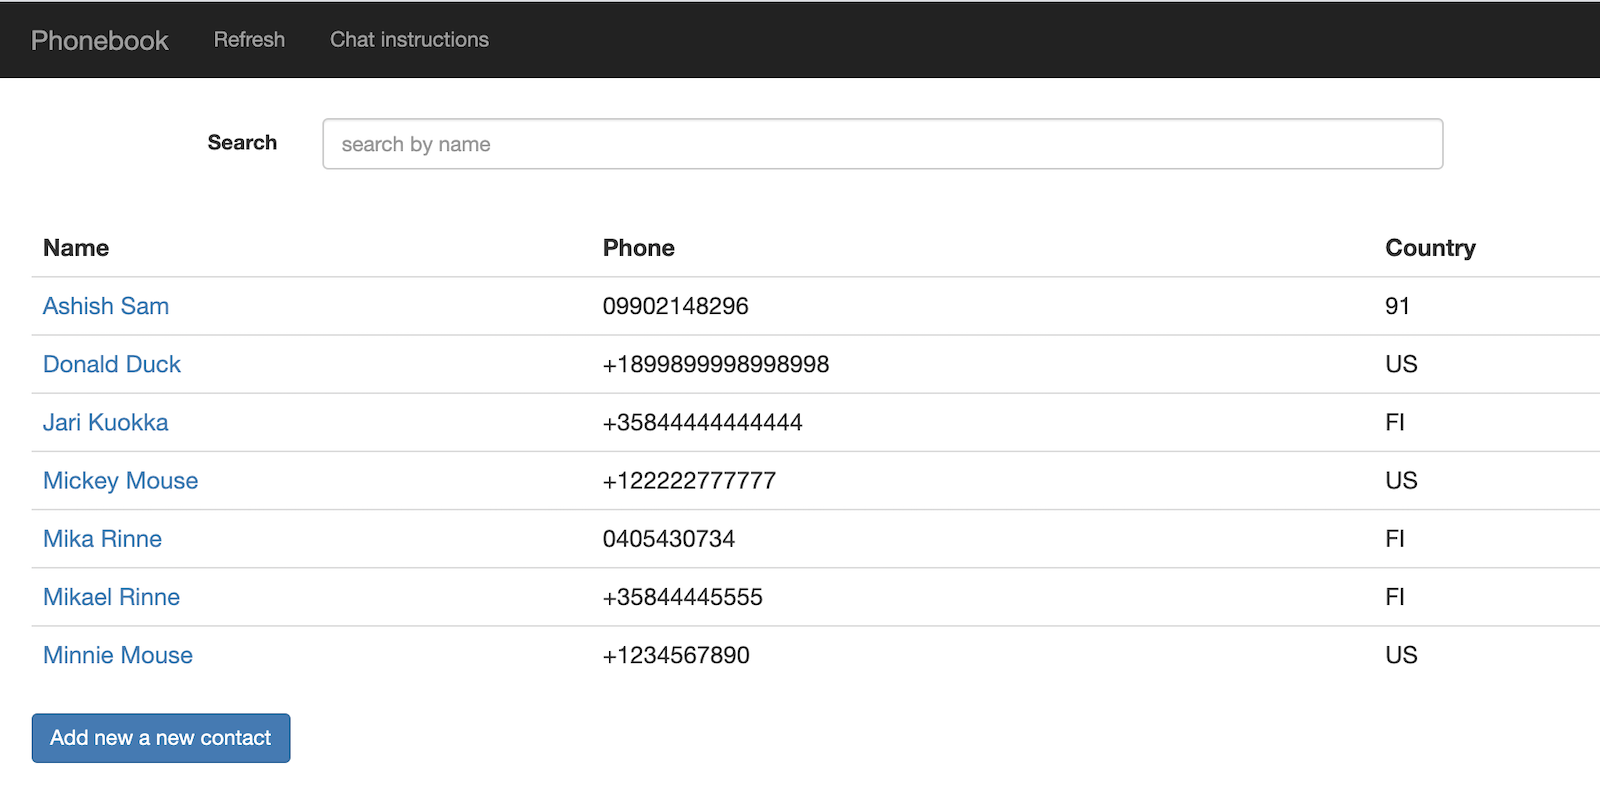 Phonebook Refresh Chat instructions
Search search by name
Name Phone Country
Ashish Sam 09902148296 91
Donald Duck +1899899998998998 US
Jari Kuokka +35844444444444 FI
Mickey Mouse +122222777777 US
Mika Rinne 0405430734 FI
Mikael Rinne +35844445555 FI
Minnie Mouse +1234567890 US
Add new a new contact